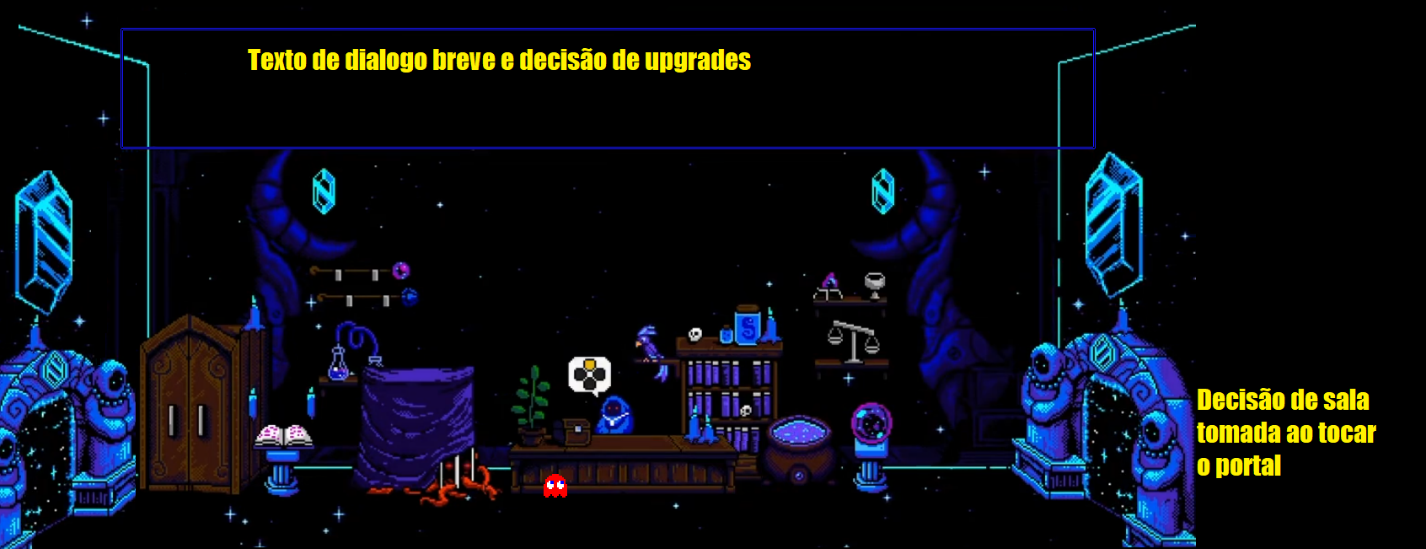 Texto de dialogo breve e decisão de upgrades
Decisão de sala
tomada ao tocar
o portal